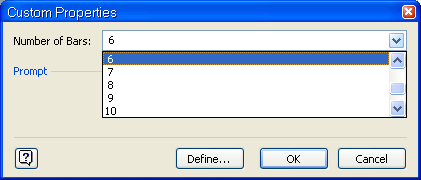 Custom Properties
Number of Bars: 6
6
7
8
9
10
Prompt
?
Define... OK Cancel